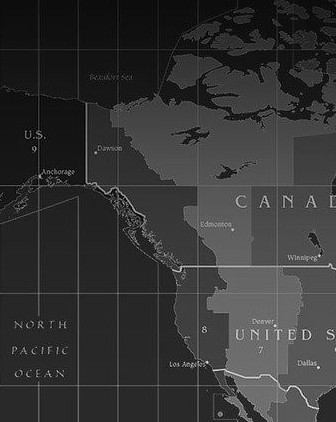 Beaufort Sea
U.S.
9
Dawson
Anchorage
CANAD
Edmonton
Winnipeg
NORTH
PACIFIC
OCEAN
8
Denver
UNITED S
7
Los Angeles
Dallas